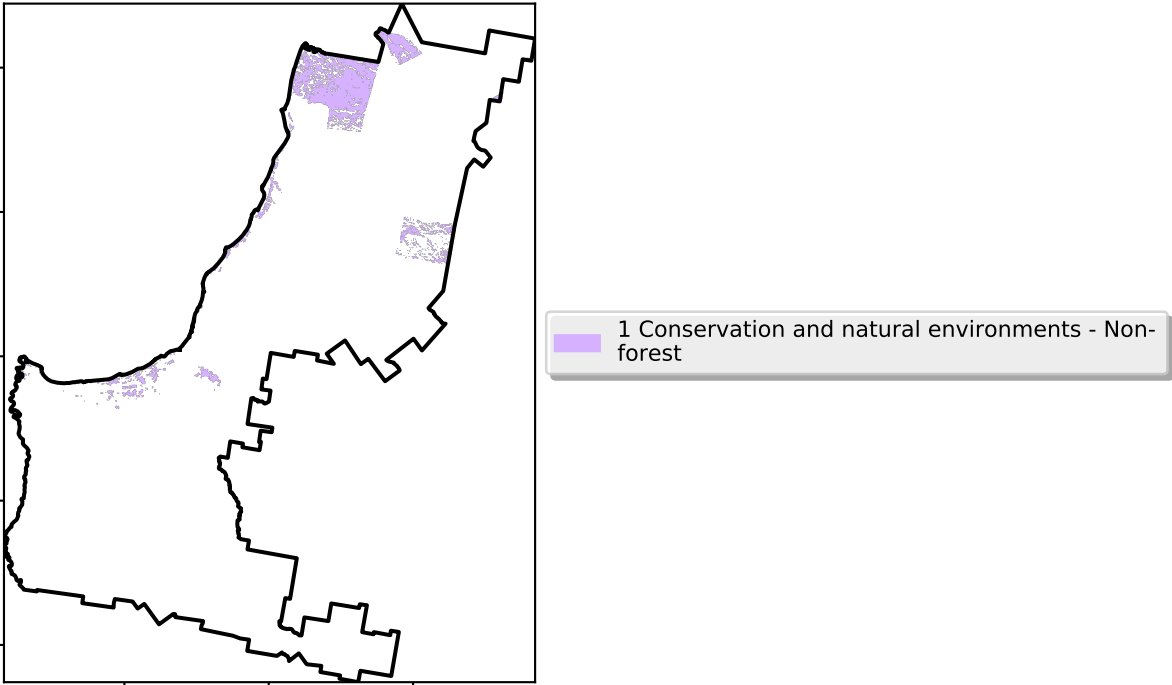 1 Conservation and natural environments - Non-
forest